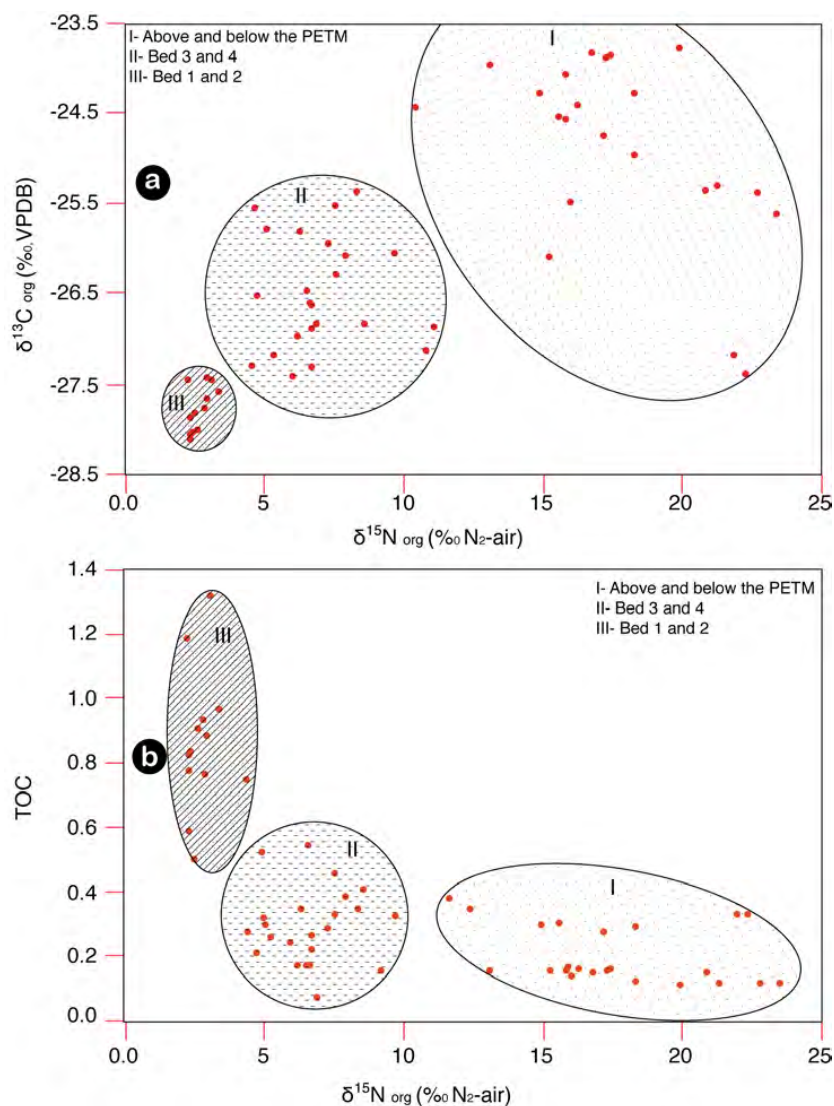 -23.5
I- Above and below the PETM
II- Bed 3 and 4
III- Bed 1 and 2
I
-24.5
a
II
-25.5
δ¹³C org (‰, VPDB)
-26.5
-27.5
III
-28.5
0.0 5 10 15 20 25
δ¹⁵N org (‰ N₂-air)
1.4
I- Above and below the PETM
II- Bed 3 and 4
III- Bed 1 and 2
III
1.2
1.0
b
0.8
TOC
0.6
II
I
0.4
0.2
0.0
0.0 5 10 15 20 25
δ¹⁵N org (‰ N₂-air)